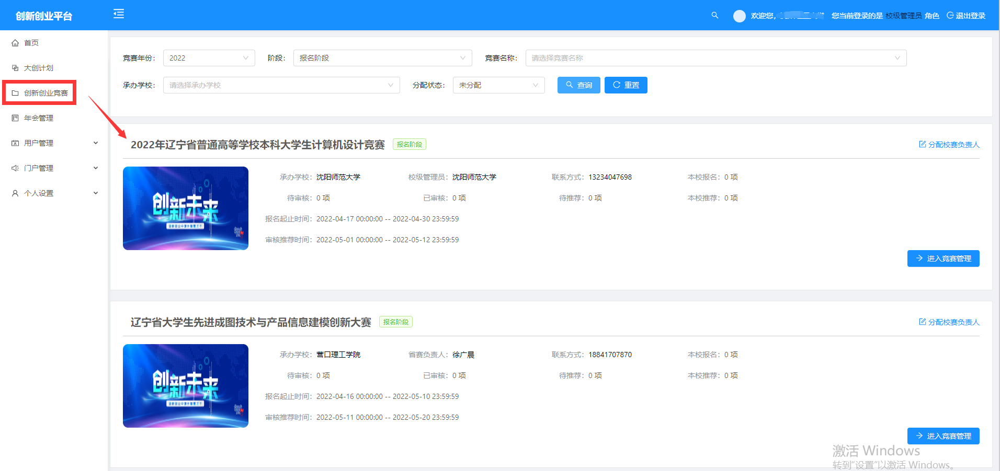 创新创业平台
欢迎您,
您当前登录的是 校级管理员 角色
退出登录
首页
大创计划
创新创业竞赛
年会管理
用户管理
门户管理
个人设置
竞赛年份: 2022
阶段: 报名阶段
竞赛名称: 请选择竞赛名称
承办学校: 请选择承办学校
分配状态: 未分配
查询
重置
2022年辽宁省普通高等学校本科大学生计算机设计竞赛 报名阶段
分配校赛负责人
创新未来
承办学校: 沈阳师范大学 校级管理员: 沈阳师范大学 联系方式: 13234047698 本校报名: 0 项
待审核: 0 项 已审核: 0 项 待推荐: 0 项 本校推荐: 0 项
报名起止时间: 2022-04-17 00:00:00 -- 2022-04-30 23:59:59
审核推荐时间: 2022-05-01 00:00:00 -- 2022-05-12 23:59:59
进入竞赛管理
辽宁省大学生先进成图技术与产品信息建模创新大赛 报名阶段
分配校赛负责人
创新未来
承办学校: 营口理工学院 省赛负责人: 徐广晨 联系方式: 18841707870 本校报名: 0 项
待审核: 0 项 已审核: 0 项 待推荐: 0 项 本校推荐: 0 项
报名起止时间: 2022-04-16 00:00:00 -- 2022-05-10 23:59:59
审核推荐时间: 2022-05-11 00:00:00 -- 2022-05-20 23:59:59
进入竞赛管理
激活 Windows
转到"设置"以激活 Windows。